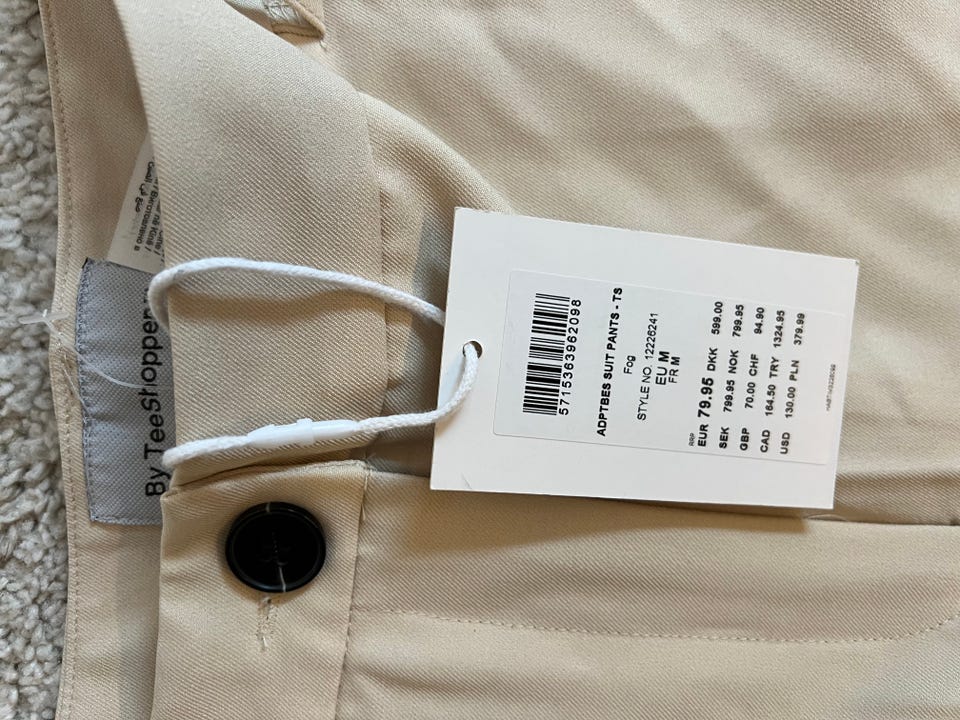 By TeeShoppen
5715363962098
ADPTBES SUIT PANTS - TS
Fog
STYLE NO. 12226241
EU M
FR M
RRP
EUR 79.95 DKK 599.00
SEK 799.95 NOK 799.95
GBP 70.00 CHF 94.90
CAD 164.50 TRY 1324.95
USD 130.00 PLN 379.99